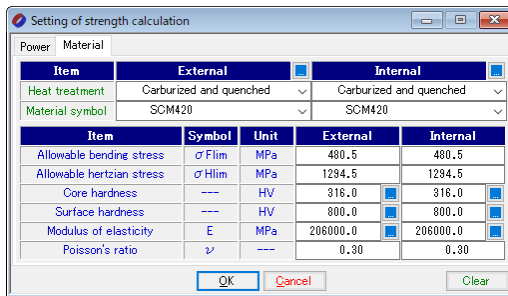 Setting of strength calculation
Power Material
Item External ... Internal ...
Heat treatment Carburized and quenched Carburized and quenched
Material symbol SCM420 SCM420
Item Symbol Unit External Internal
Allowable bending stress σFlim MPa 480.5 480.5
Allowable hertzian stress σHlim MPa 1294.5 1294.5
Core hardness --- HV 316.0 ... 316.0 ...
Surface hardness --- HV 800.0 ... 800.0 ...
Modulus of elasticity E MPa 206000.0 ... 206000.0 ...
Poisson's ratio ν --- 0.30 0.30
OK Cancel Clear